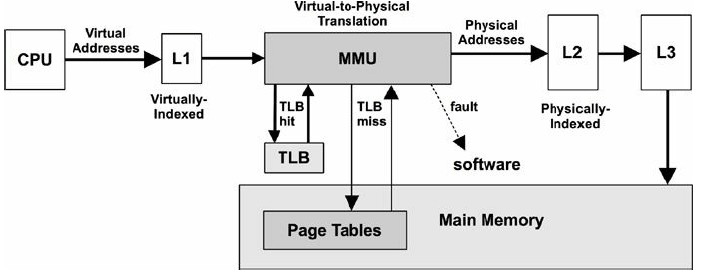 Virtual-to-Physical
Translation
Virtual
Addresses
Physical
Addresses
CPU
L1
MMU
L2
L3
Virtually-
Indexed
TLB
hit
TLB
miss
fault
Physically-
Indexed
TLB
software
Main Memory
Page Tables